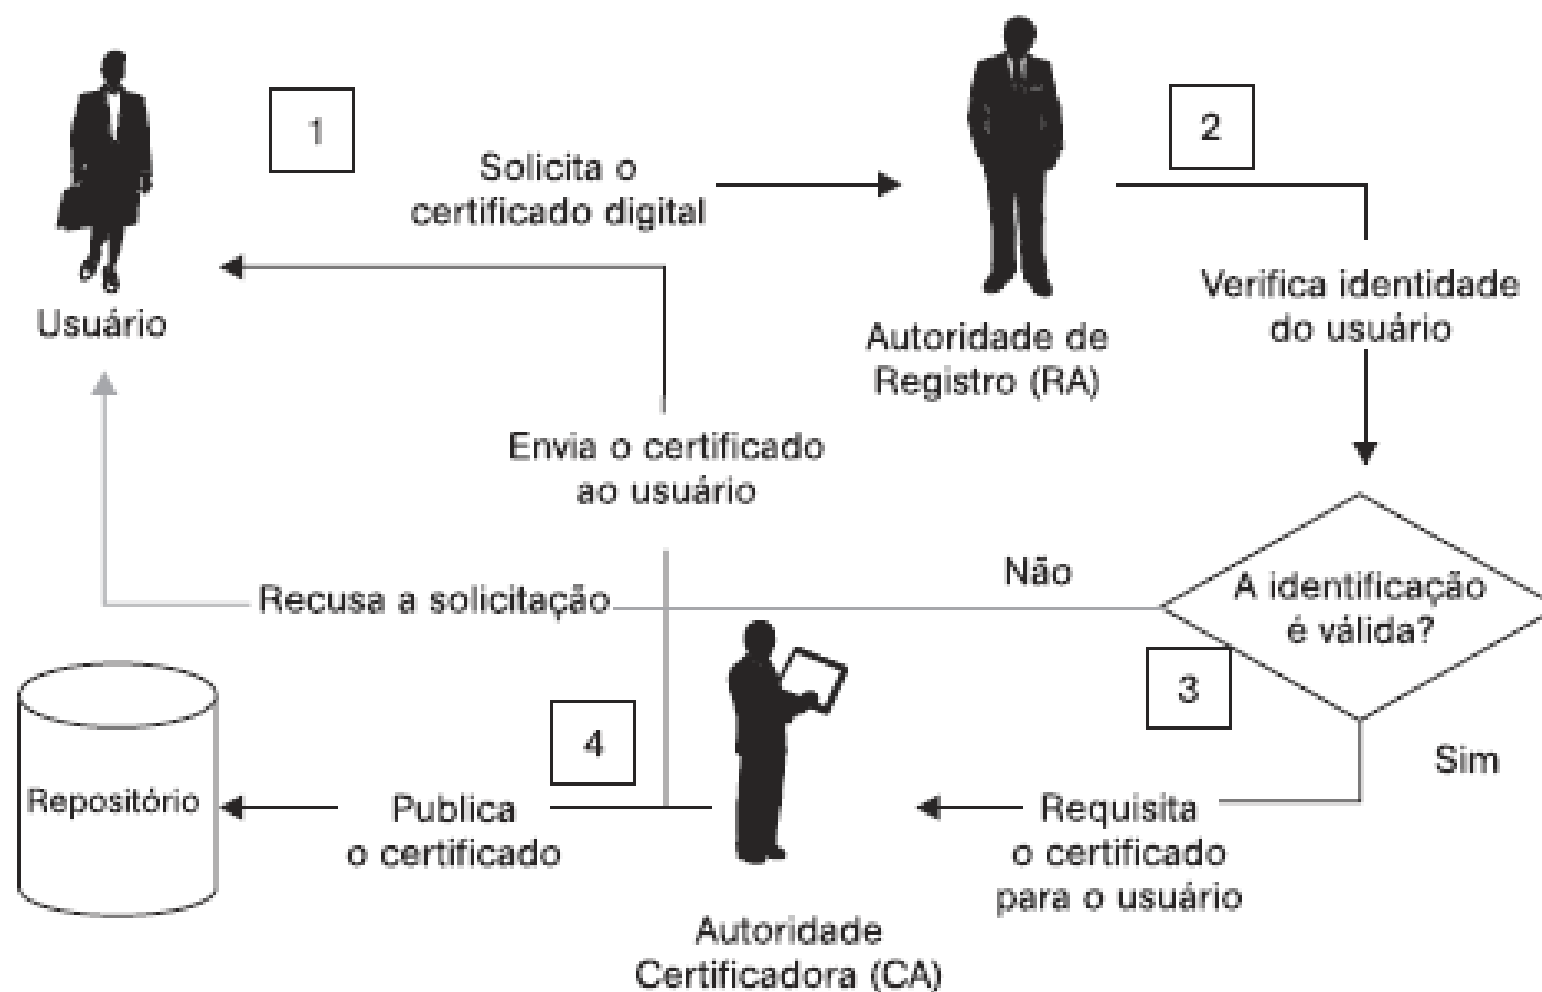 1
Solicita o
certificado digital
2
Usuário
Autoridade de
Registro (RA)
Verifica identidade
do usuário
Envia o certificado
ao usuário
Não
A identificação
é válida?
Recusa a solicitação
3
Sim
4
Repositório
Publica
o certificado
Requisita
o certificado
para o usuário
Autoridade
Certificadora (CA)